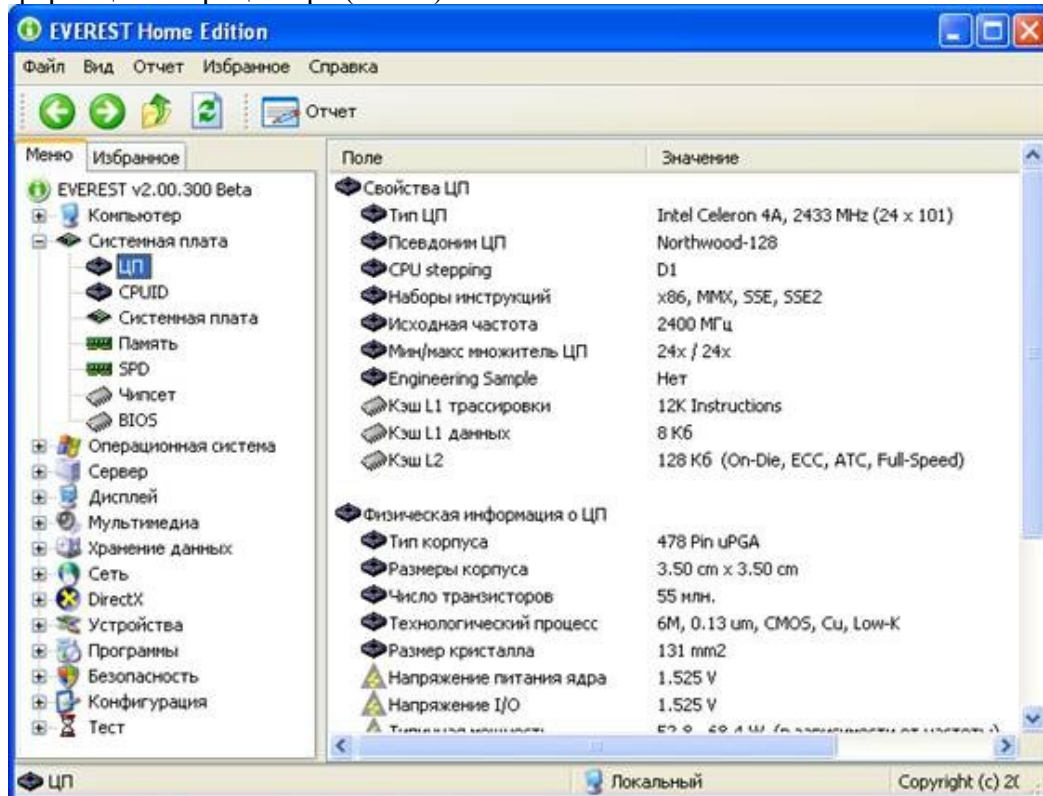 EVEREST Home Edition
Файл Вид Отчет Избранное Справка
Отчет
Меню Избранное
EVEREST v2.00.300 Beta
Компьютер
Системная плата
ЦП
CPUID
Системная плата
Память
SPD
Чипсет
BIOS
Операционная система
Сервер
Дисплей
Мультимедиа
Хранение данных
Сеть
DirectX
Устройства
Программы
Безопасность
Конфигурация
Тест
Поле Значение
Свойства ЦП
Тип ЦП Intel Celeron 4A, 2433 MHz (24 x 101)
Псевдоним ЦП Northwood-128
CPU stepping D1
Наборы инструкций x86, MMX, SSE, SSE2
Исходная частота 2400 МГц
Мин/макс множитель ЦП 24x / 24x
Engineering Sample Нет
Кэш L1 трассировки 12K Instructions
Кэш L1 данных 8 Кб
Кэш L2 128 Кб (On-Die, ECC, ATC, Full-Speed)
Физическая информация о ЦП
Тип корпуса 478 Pin uPGA
Размеры корпуса 3.50 cm x 3.50 cm
Число транзисторов 55 млн.
Технологический процесс 6M, 0.13 um, CMOS, Cu, Low-K
Размер кристалла 131 mm2
Напряжение питания ядра 1.525 V
Напряжение I/O 1.525 V
ЦП Локальный Copyright (c)